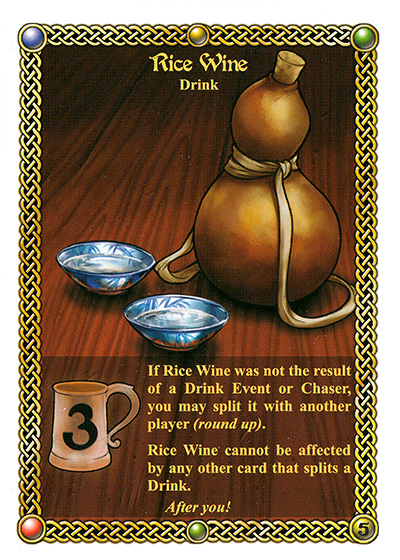 Rice Wine
Drink
If Rice Wine was not the result
of a Drink Event or Chaser,
you may split it with another
player (round up).
3
Rice Wine cannot be affected
by any other card that splits a
Drink.
After you!
5